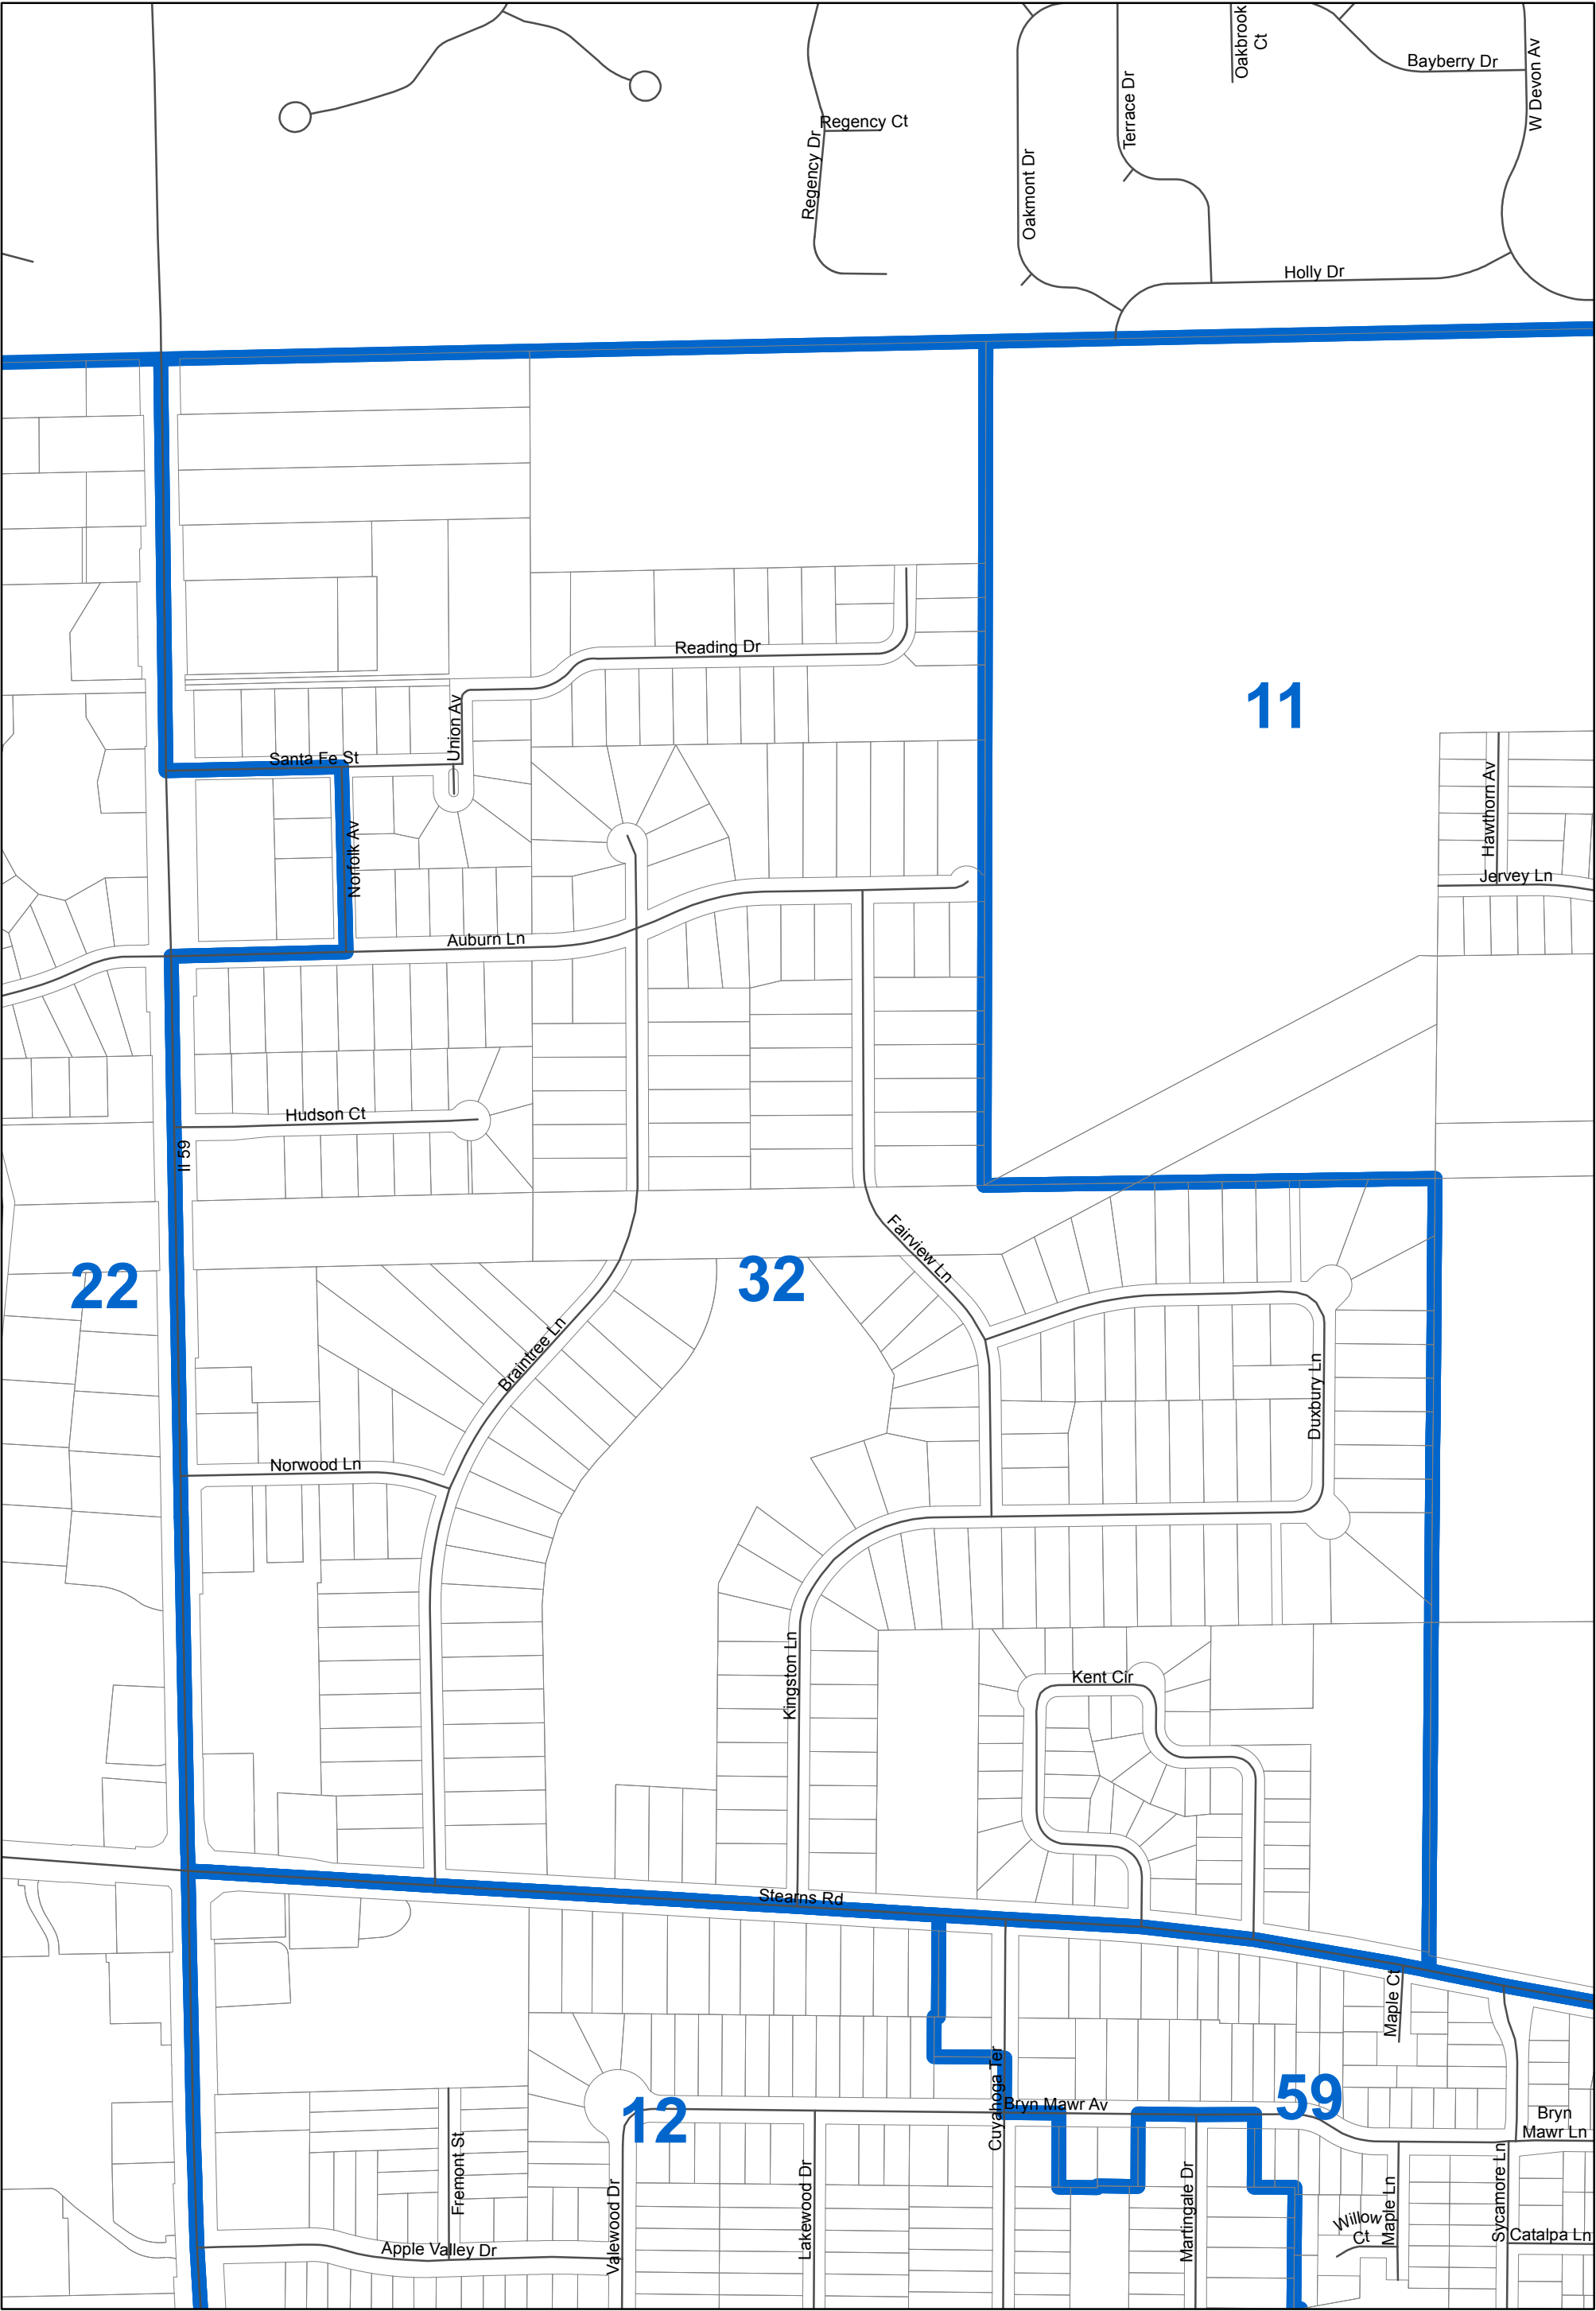 Oakbrook
Ct
Bayberry Dr
W Devon Av
Terrace Dr
Regency Ct
Regency Dr
Oakmont Dr
Holly Dr
Reading Dr
11
Union Av
Santa Fe St
Hawthorn Av
Norfolk Av
Jervey Ln
Auburn Ln
Hudson Ct
Il 59
Fairview Ln
22
32
Braintree Ln
Duxbury Ln
Norwood Ln
Kingston Ln
Kent Cir
Stearns Rd
Maple Ct
Cuyahoga Ter
59
Bryn Mawr Av
12
Bryn
Mawr Ln
Fremont St
Valewood Dr
Lakewood Dr
Martingale Dr
Willow
Ct
Maple Ln
Sycamore Ln
Catalpa Ln
Apple Valley Dr